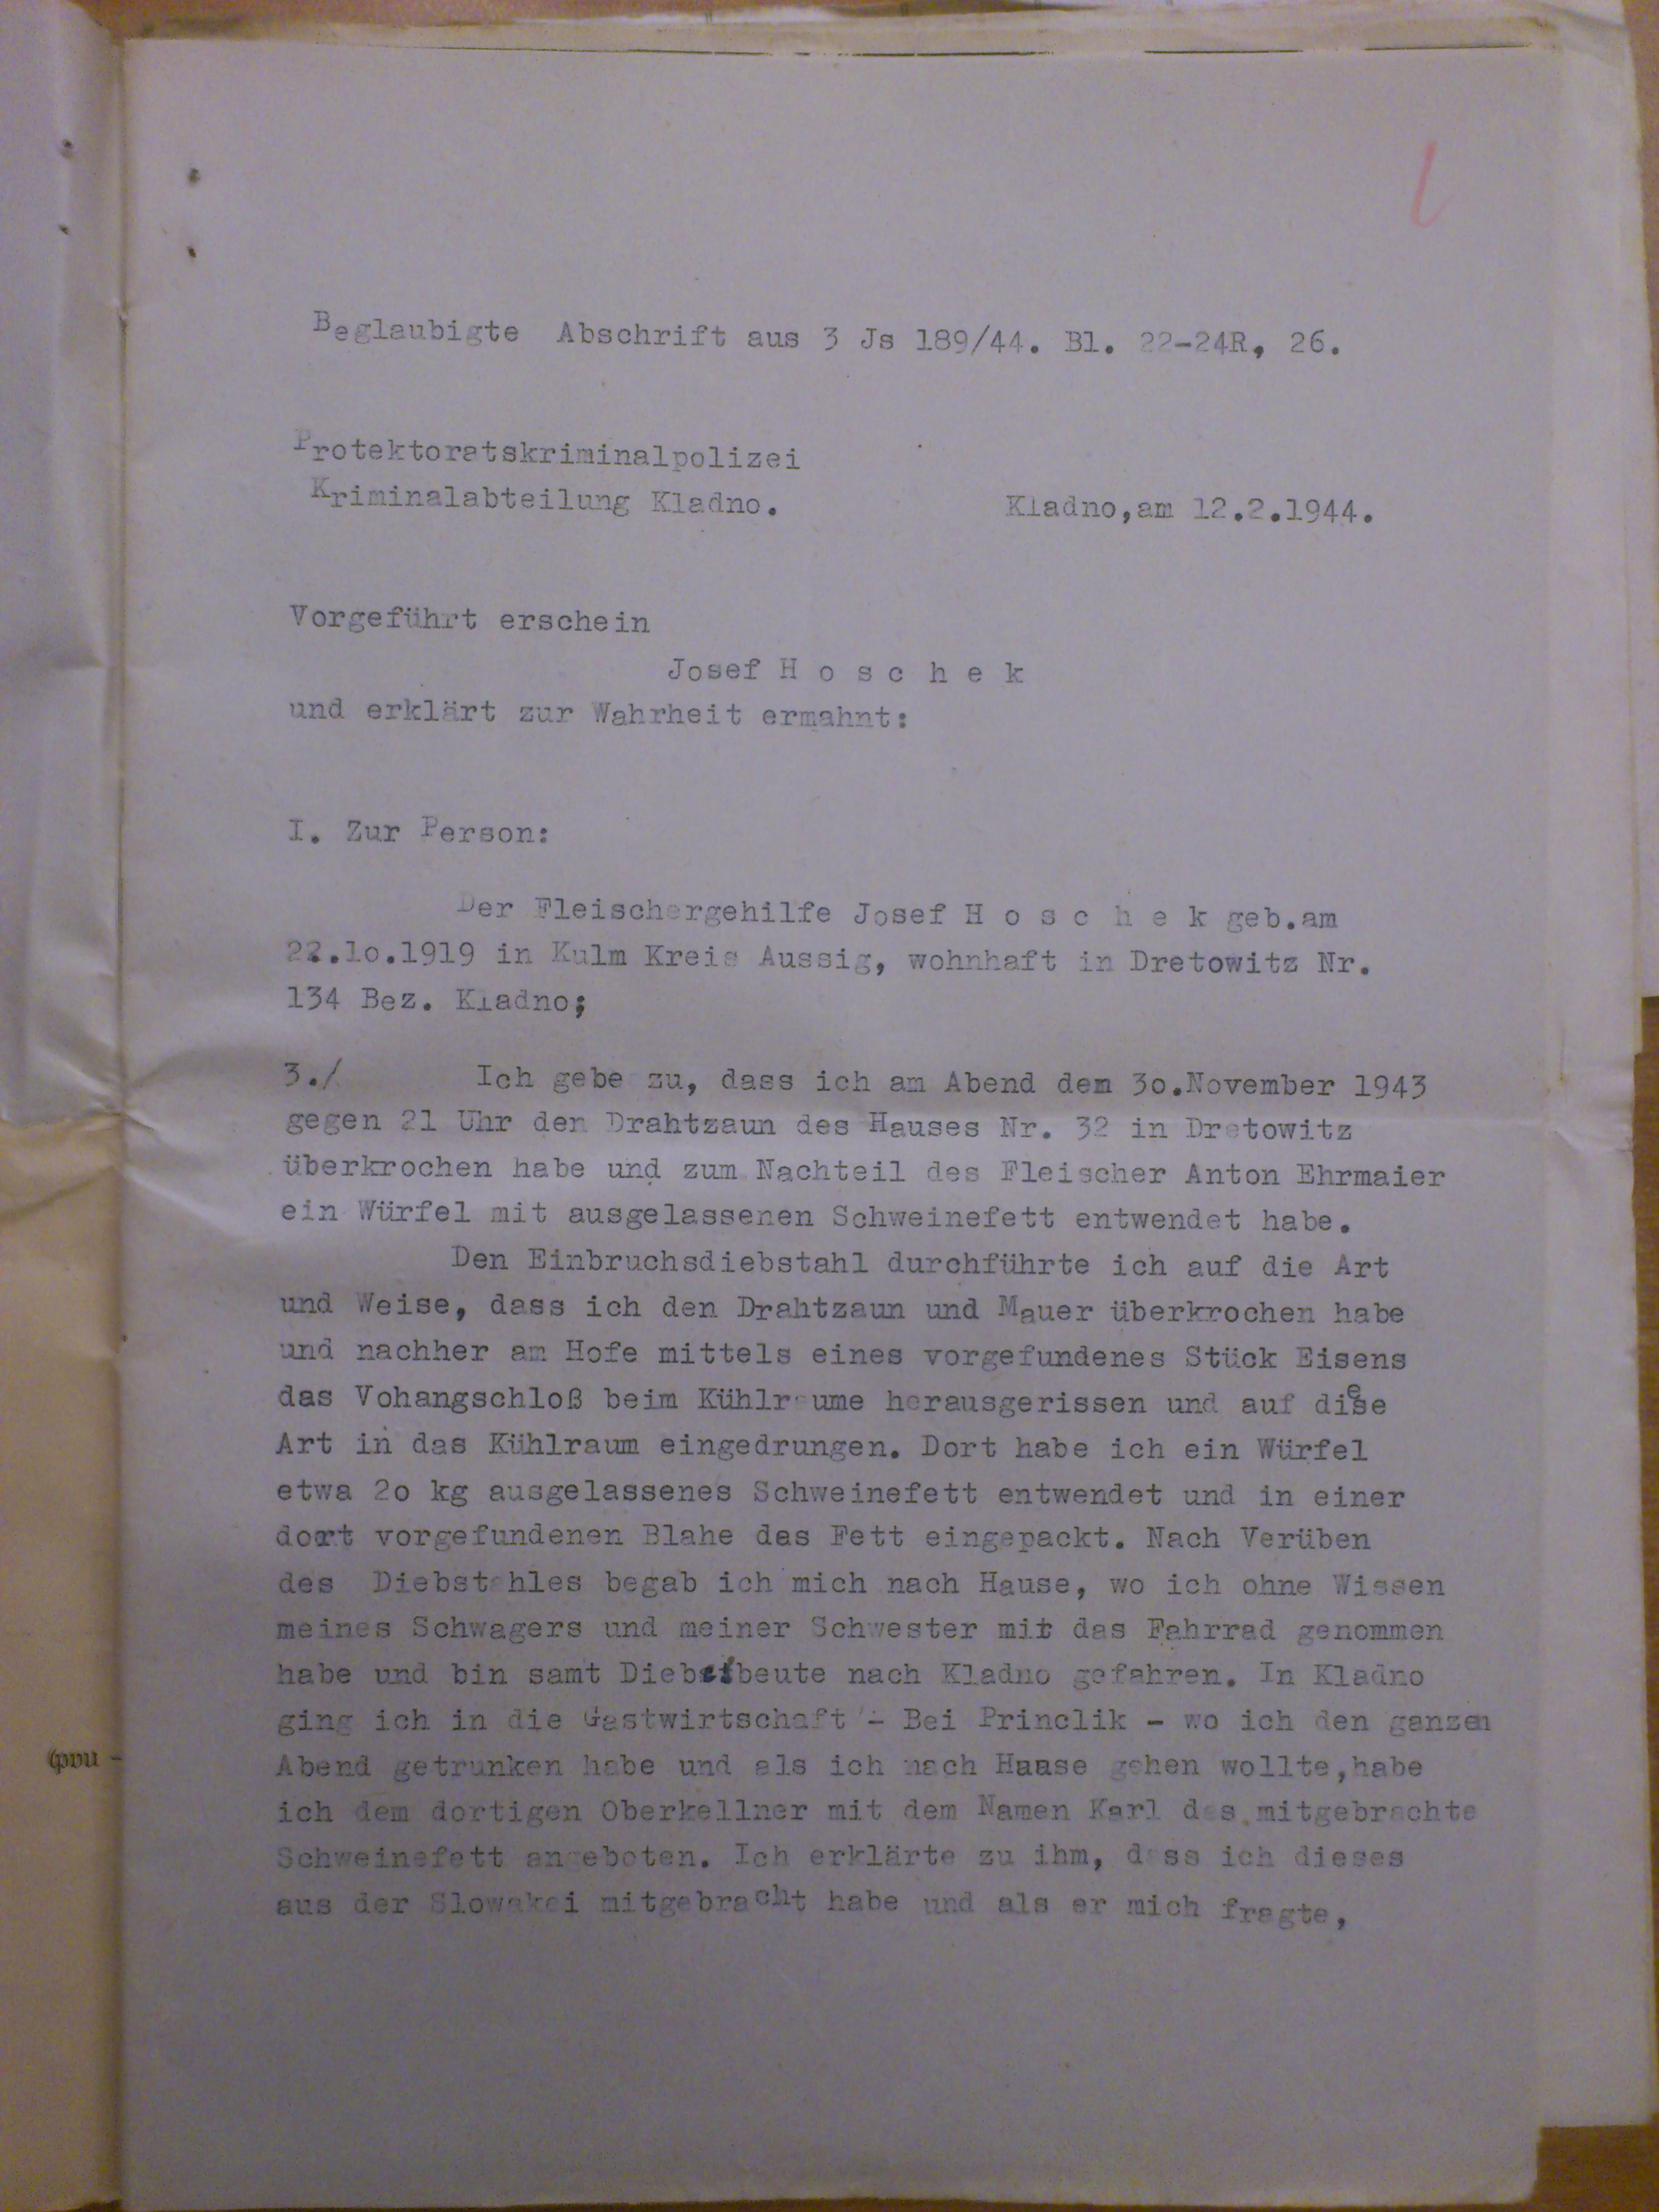 1
Beglaubigte Abschrift aus 3 Js 189/44. Bl. 22-24R, 26.
Protektoratskriminalpolizei
Kriminalabteilung Kladno.
Kladno,am 12.2.1944.
Vorgeführt erschein
Josef H o s c h e k
und erklärt zur Wahrheit ermahnt:
I. Zur Person:
Der Fleischergehilfe Josef H o s c h e k geb.am
22.1o.1919 in Kulm Kreis Aussig, wohnhaft in Dretowitz Nr.
134 Bez. Kladno;
3./ Ich gebe zu, dass ich am Abend den 3o.November 1943
gegen 21 Uhr den Drahtzaun des Hauses Nr. 32 in Dretowitz
überkrochen habe und zum Nachteil des Fleischer Anton Ehrmaier
ein Würfel mit ausgelassenen Schweinefett entwendet habe.
Den Einbruchsdiebstahl durchführte ich auf die Art
und Weise, dass ich den Drahtzaun und Mauer überkrochen habe
und nachher am Hofe mittels eines vorgefundenes Stück Eisens
das Vohangschloß beim Kühlraume herausgerissen und auf diese
Art in das Kühlraum eingedrungen. Dort habe ich ein Würfel
etwa 2o kg ausgelassenes Schweinefett entwendet und in einer
dort vorgefundenen Blahe das Fett eingepackt. Nach Verüben
des Diebstahles begab ich mich nach Hause, wo ich ohne Wissen
meines Schwagers und meiner Schwester mir das Fahrrad genommen
habe und bin samt Diebsbeute nach Kladno gefahren. In Kladno
ging ich in die Gastwirtschaft - Bei Princlik - wo ich den ganzen
Abend getrunken habe und als ich nach Hause gehen wollte,habe
ich dem dortigen Oberkellner mit dem Namen Karl das mitgebrachte
Schweinefett angeboten. Ich erklärte zu ihm, dass ich dieses
aus der Slowakei mitgebracht habe und als er mich fragte,